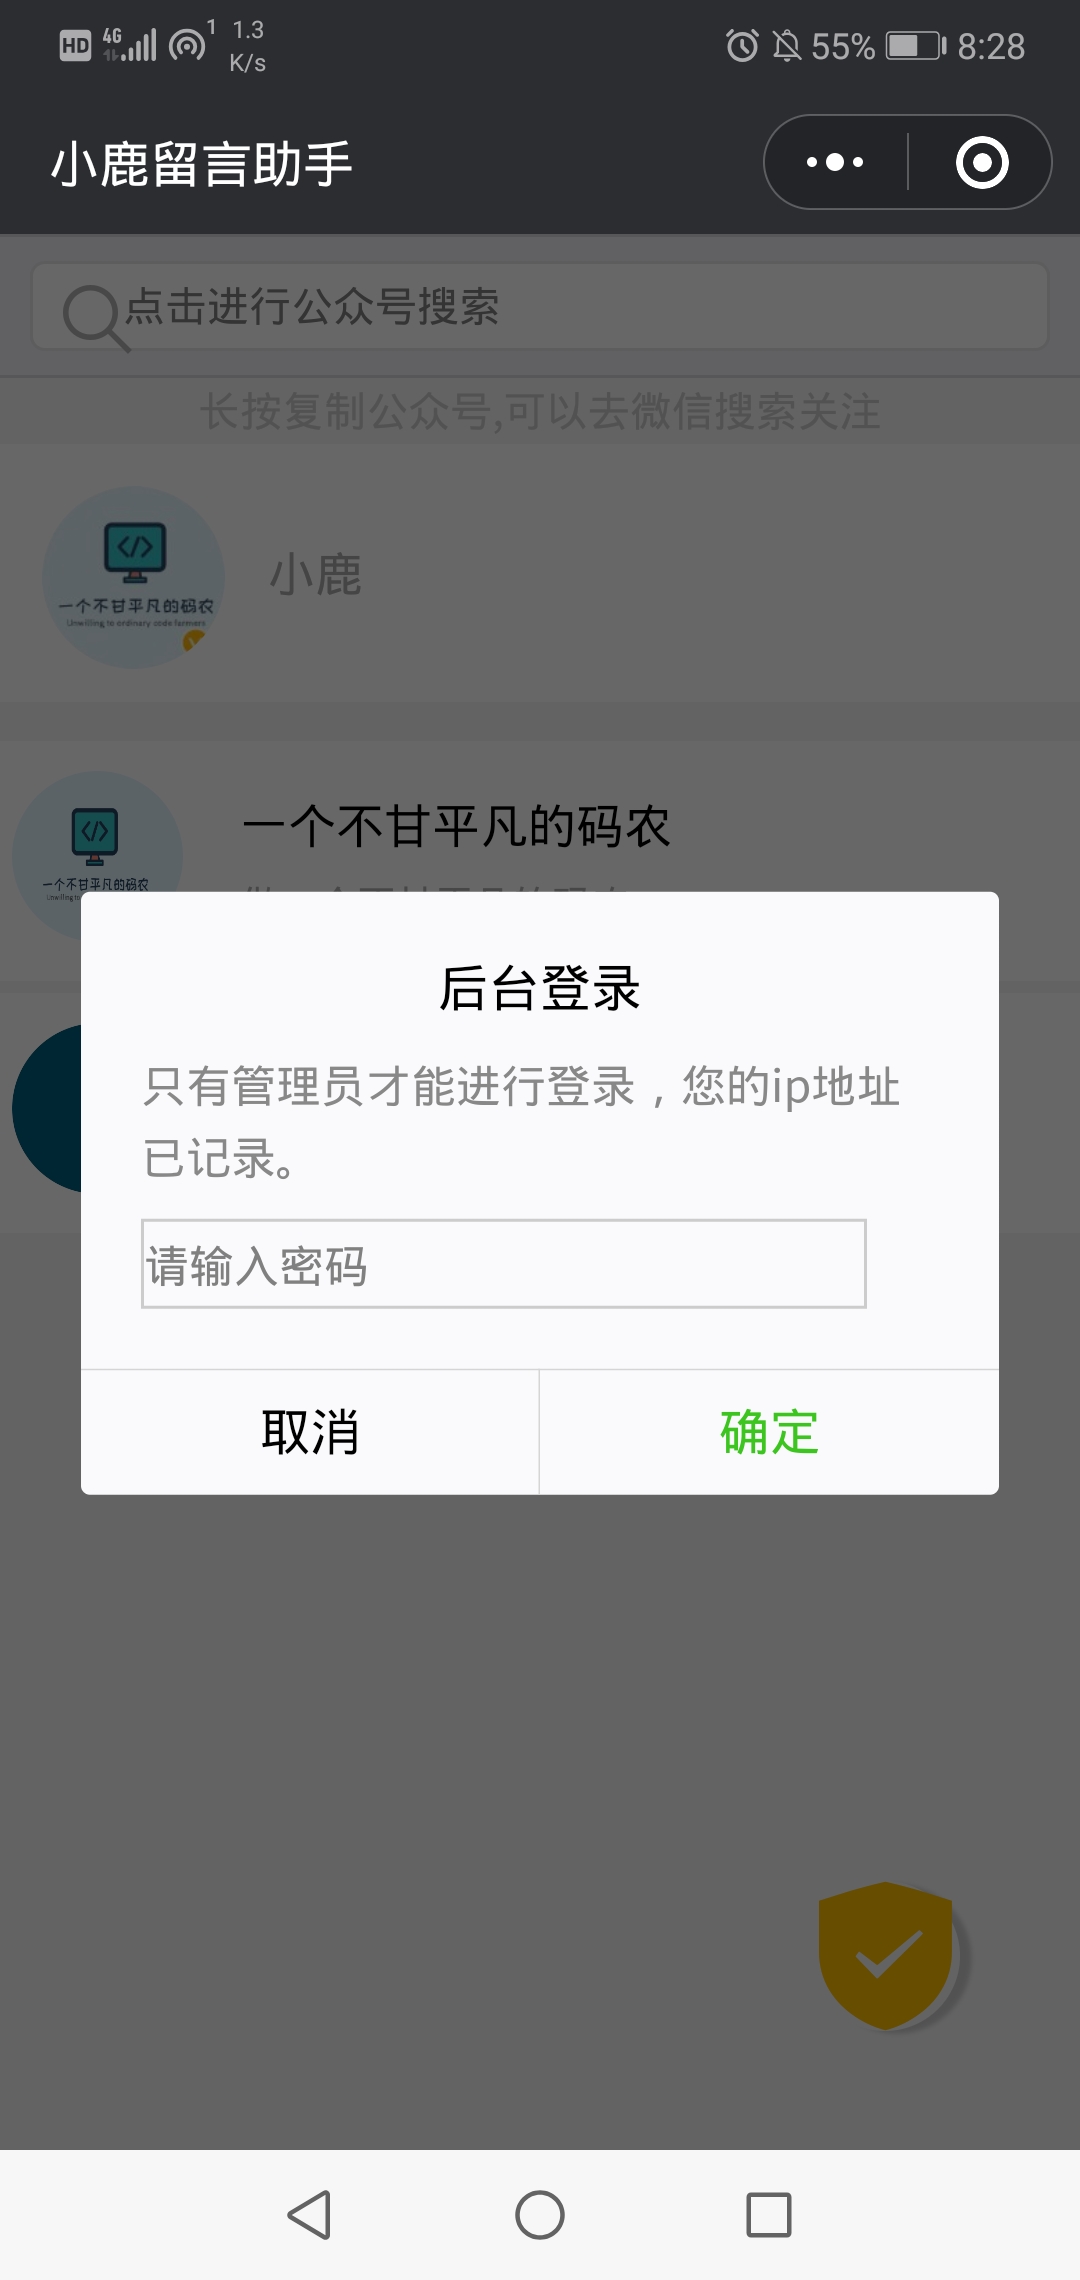 HD 4G 1 1.3 K/s 55% 8:28
小鹿留言助手
点击进行公众号搜索
长按复制公众号,可以去微信搜索关注
</>
一个不甘平凡的码农
Unwilling to ordinary code farmers
小鹿
</>
一个不甘平凡的码农
一个不甘平凡的码农
后台登录
只有管理员才能进行登录，您的ip地址
已记录。
请输入密码
取消
确定